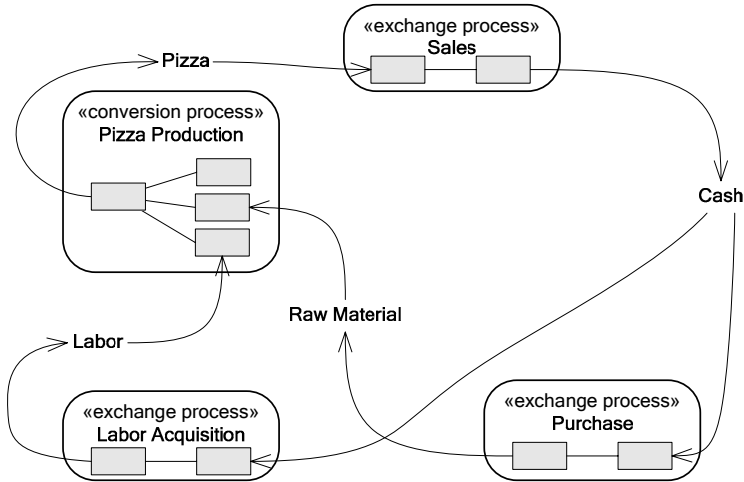 «exchange process»
Sales
Pizza
«conversion process»
Pizza Production
Cash
Raw Material
Labor
«exchange process»
Labor Acquisition
«exchange process»
Purchase